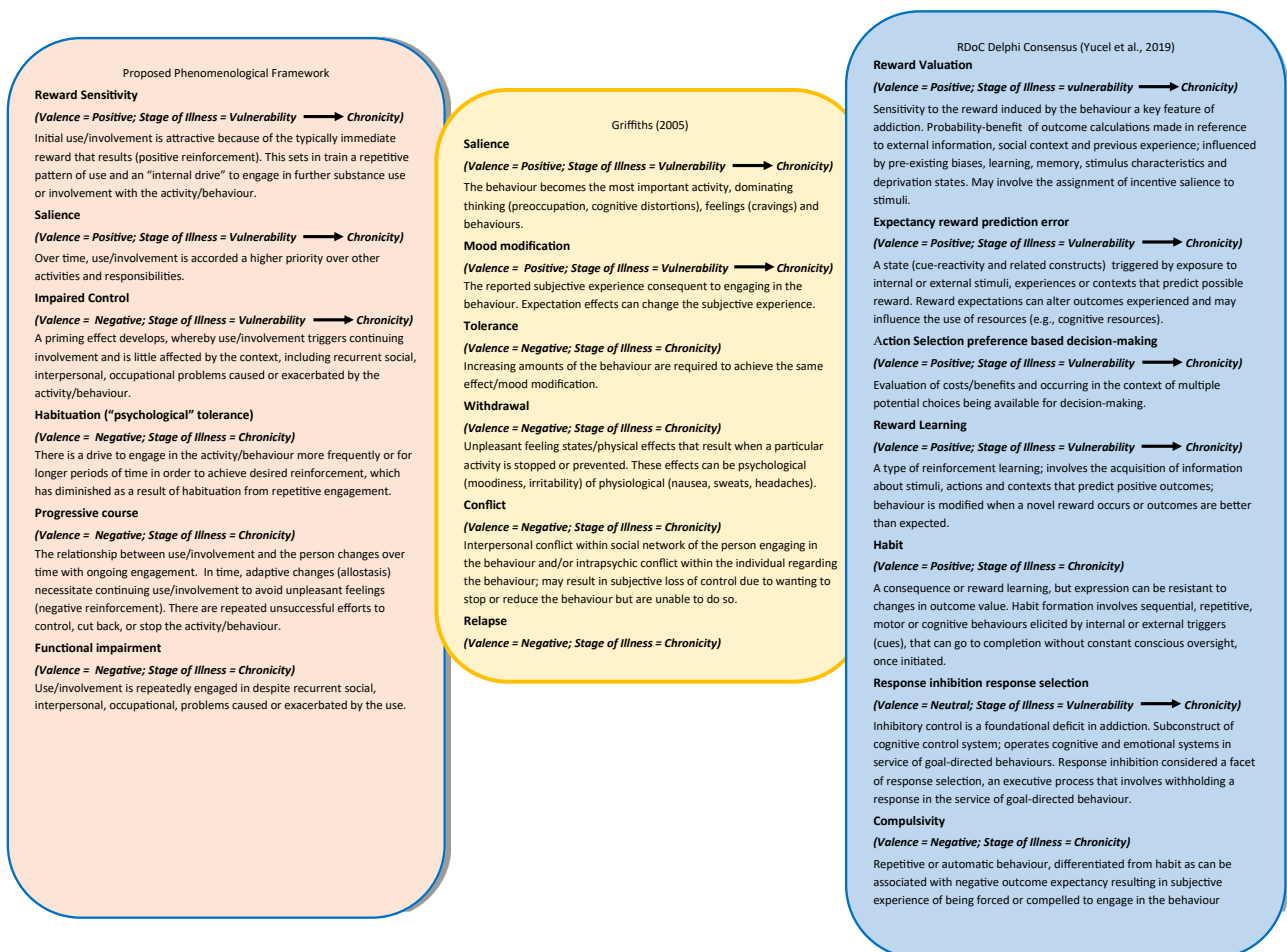 Proposed Phenomenological Framework
Reward Sensitivity
(Valence = Positive; Stage of Illness = Vulnerability → Chronicity)
Initial use/involvement is attractive because of the typically immediate
reward that results (positive reinforcement). This sets in train a repetitive
pattern of use and an “internal drive” to engage in further substance use
or involvement with the activity/behaviour.
Salience
(Valence = Positive; Stage of Illness = Vulnerability → Chronicity)
Over time, use/involvement is accorded a higher priority over other
activities and responsibilities.
Impaired Control
(Valence = Negative; Stage of Illness = Vulnerability → Chronicity)
A priming effect develops, whereby use/involvement triggers continuing
involvement and is little affected by the context, including recurrent social,
interpersonal, occupational problems caused or exacerbated by the
activity/behaviour.
Habituation (“psychological” tolerance)
(Valence = Negative; Stage of Illness = Chronicity)
There is a drive to engage in the activity/behaviour more frequently or for
longer periods of time in order to achieve desired reinforcement, which
has diminished as a result of habituation from repetitive engagement.
Progressive course
(Valence = Negative; Stage of Illness = Chronicity)
The relationship between use/involvement and the person changes over
time with ongoing engagement. In time, adaptive changes (allostasis)
necessitate continuing use/involvement to avoid unpleasant feelings
(negative reinforcement). There are repeated unsuccessful efforts to
control, cut back, or stop the activity/behaviour.
Functional impairment
(Valence = Negative; Stage of Illness = Chronicity)
Use/involvement is repeatedly engaged in despite recurrent social,
interpersonal, occupational, problems caused or exacerbated by the use.
Griffiths (2005)
Salience
(Valence = Positive; Stage of Illness = Vulnerability → Chronicity)
The behaviour becomes the most important activity, dominating
thinking (preoccupation, cognitive distortions), feelings (cravings) and
behaviours.
Mood modification
(Valence = Positive; Stage of Illness = Vulnerability → Chronicity)
The reported subjective experience consequent to engaging in the
behaviour. Expectation effects can change the subjective experience.
Tolerance
(Valence = Negative; Stage of Illness = Chronicity)
Increasing amounts of the behaviour are required to achieve the same
effect/mood modification.
Withdrawal
(Valence = Negative; Stage of Illness = Chronicity)
Unpleasant feeling states/physical effects that result when a particular
activity is stopped or prevented. These effects can be psychological
(moodiness, irritability) of physiological (nausea, sweats, headaches).
Conflict
(Valence = Negative; Stage of Illness = Chronicity)
Interpersonal conflict within social network of the person engaging in
the behaviour and/or intrapsychic conflict within the individual regarding
the behaviour; may result in subjective loss of control due to wanting to
stop or reduce the behaviour but are unable to do so.
Relapse
(Valence = Negative; Stage of Illness = Chronicity)
RDoC Delphi Consensus (Yucel et al., 2019)
Reward Valuation
(Valence = Positive; Stage of Illness = vulnerability → Chronicity)
Sensitivity to the reward induced by the behaviour a key feature of
addiction. Probability-benefit of outcome calculations made in reference
to external information, social context and previous experience; influenced
by pre-existing biases, learning, memory, stimulus characteristics and
deprivation states. May involve the assignment of incentive salience to
stimuli.
Expectancy reward prediction error
(Valence = Positive; Stage of Illness = Vulnerability → Chronicity)
A state (cue-reactivity and related constructs) triggered by exposure to
internal or external stimuli, experiences or contexts that predict possible
reward. Reward expectations can alter outcomes experienced and may
influence the use of resources (e.g., cognitive resources).
Action Selection preference based decision-making
(Valence = Positive; Stage of Illness = Vulnerability → Chronicity)
Evaluation of costs/benefits and occurring in the context of multiple
potential choices being available for decision-making.
Reward Learning
(Valence = Positive; Stage of Illness = Vulnerability → Chronicity)
A type of reinforcement learning; involves the acquisition of information
about stimuli, actions and contexts that predict positive outcomes;
behaviour is modified when a novel reward occurs or outcomes are better
than expected.
Habit
(Valence = Positive; Stage of Illness = Chronicity)
A consequence or reward learning, but expression can be resistant to
changes in outcome value. Habit formation involves sequential, repetitive,
motor or cognitive behaviours elicited by internal or external triggers
(cues), that can go to completion without constant conscious oversight,
once initiated.
Response inhibition response selection
(Valence = Neutral; Stage of Illness = Vulnerability → Chronicity)
Inhibitory control is a foundational deficit in addiction. Subconstruct of
cognitive control system; operates cognitive and emotional systems in
service of goal-directed behaviours. Response inhibition considered a facet
of response selection, an executive process that involves withholding a
response in the service of goal-directed behaviour.
Compulsivity
(Valence = Negative; Stage of Illness = Chronicity)
Repetitive or automatic behaviour, differentiated from habit as can be
associated with negative outcome expectancy resulting in subjective
experience of being forced or compelled to engage in the behaviour